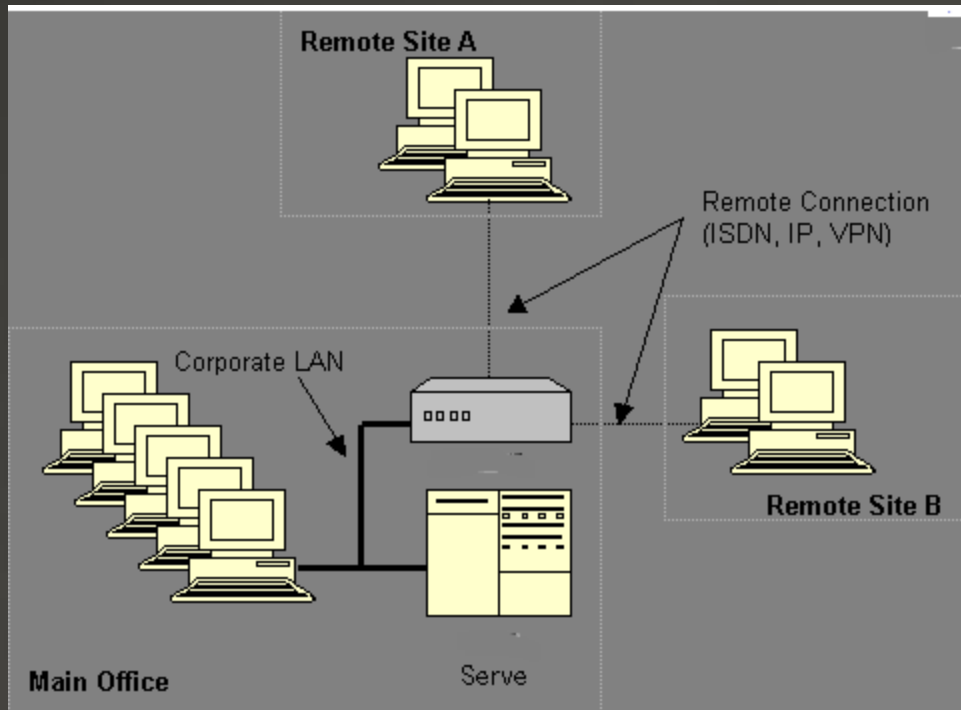 Remote Site A
Remote Connection
(ISDN, IP, VPN)
Corporate LAN
Remote Site B
Main Office
Serve